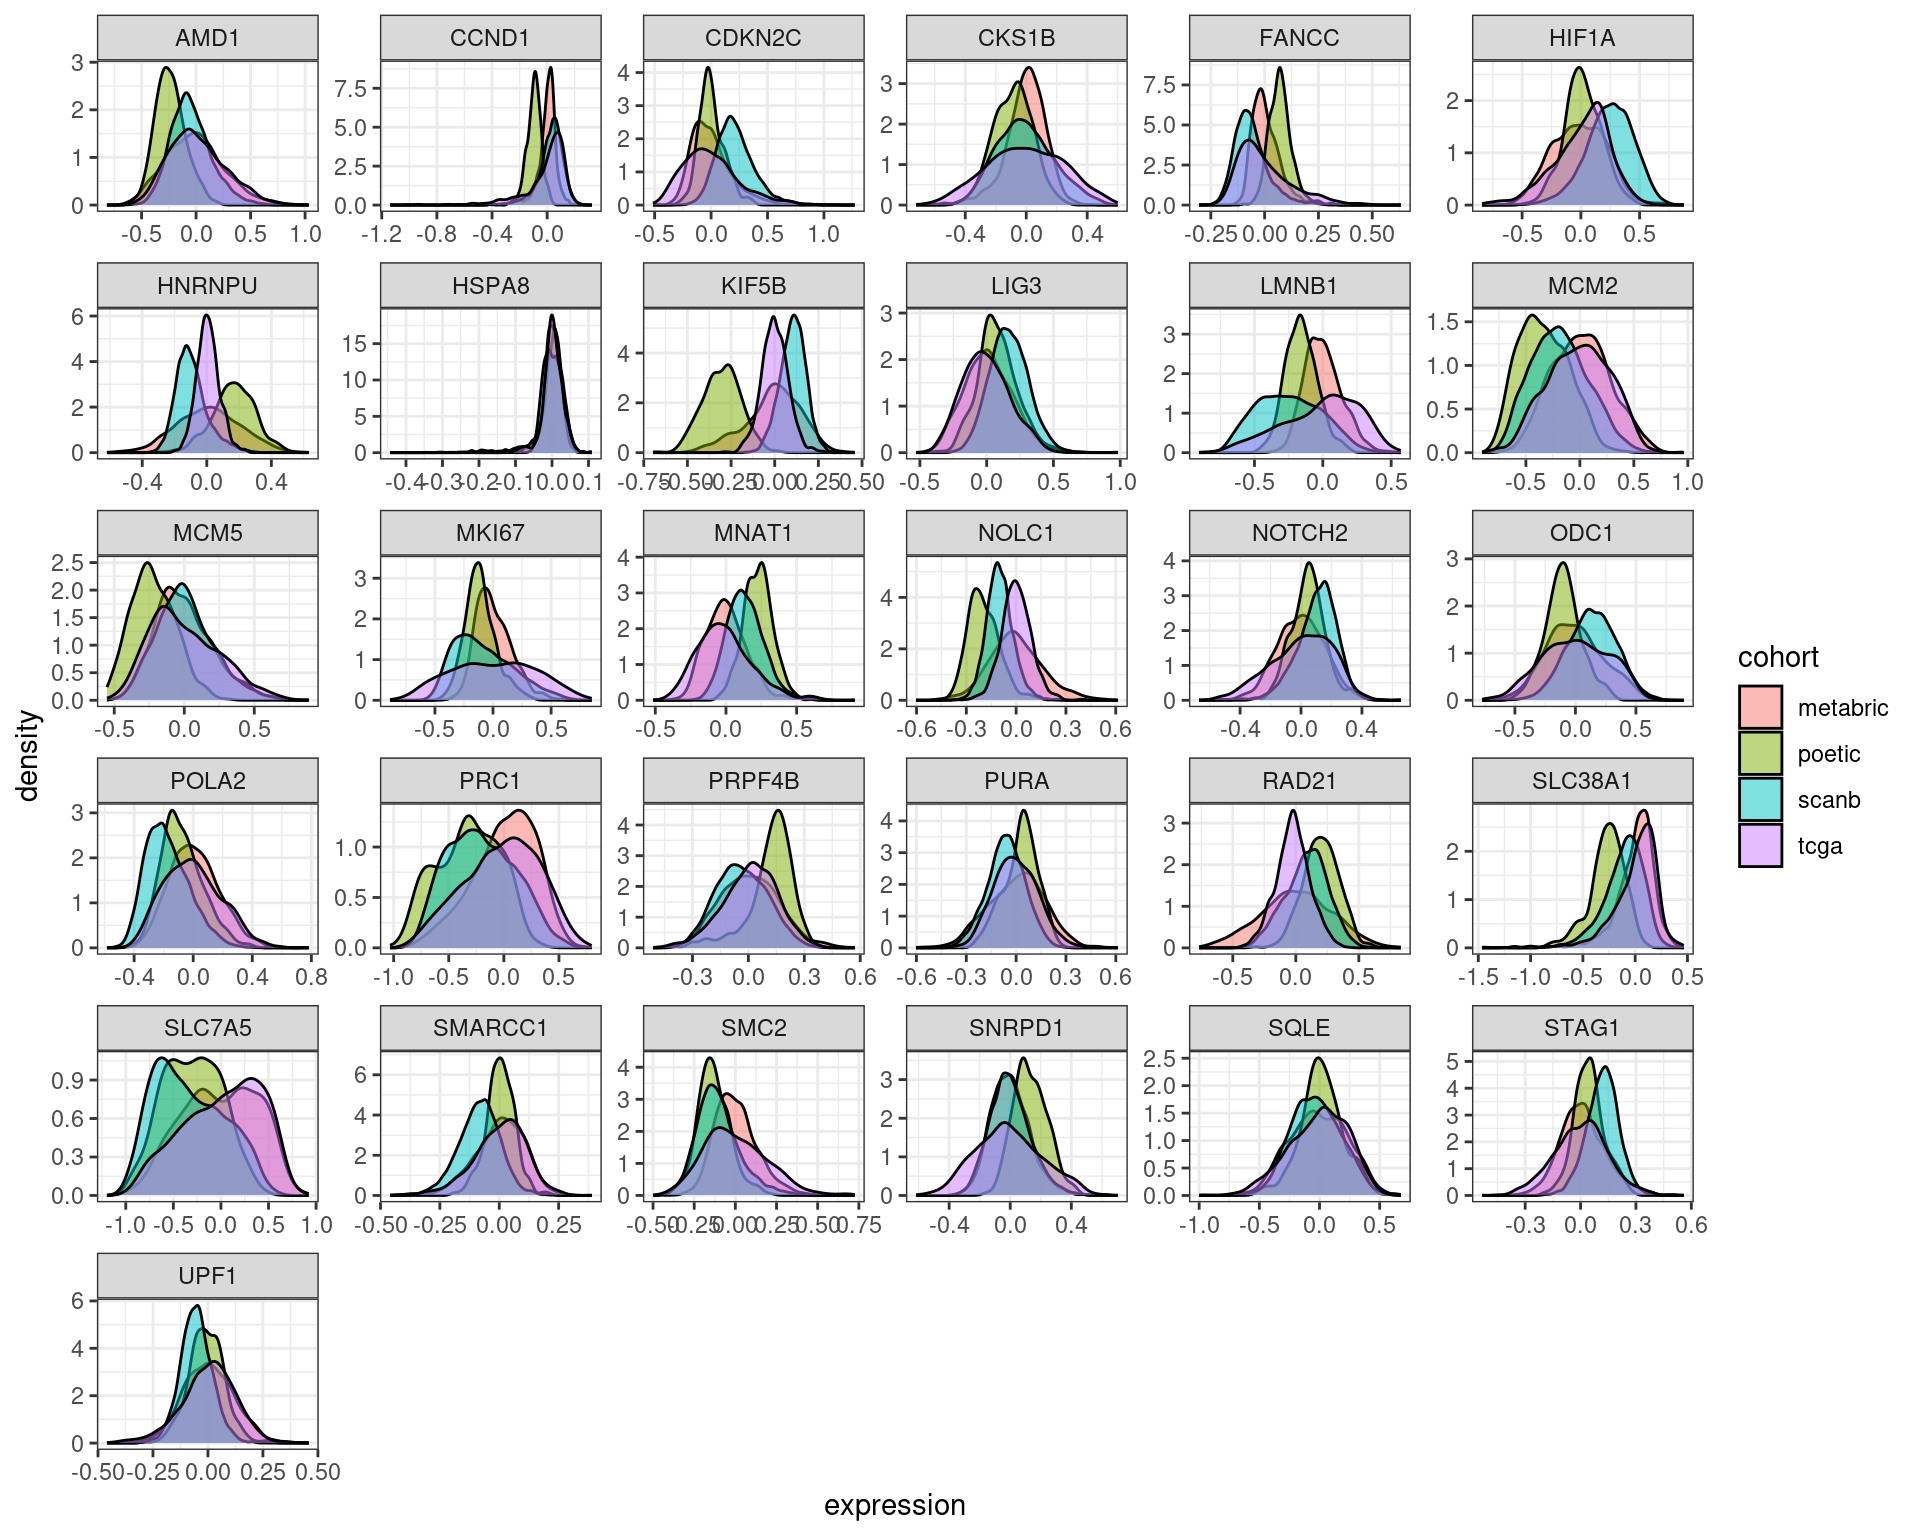 AMD1 CCND1 CDKN2C CKS1B FANCC HIF1A
3 2 1 0
7.5 5.0 2.5 0.0
4 3 2 1 0
3 2 1 0
7.5 5.0 2.5 0.0
2 1 0
-0.5 0.0 0.5 1.0
-1.2 -0.8 -0.4 0.0
-0.5 0.0 0.5 1.0
-0.4 0.0 0.4
-0.25 0.00 0.25 0.50
-0.5 0.0 0.5
HNRNPU HSPA8 KIF5B LIG3 LMNB1 MCM2
6 4 2 0
15 10 5 0
4 2 0
3 2 1 0
3 2 1 0
1.5 1.0 0.5 0.0
-0.4 0.0 0.4
-0.4 -0.3 -0.2 -0.1 0.0 0.1
-0.75 -0.50 -0.25 0.00 0.25 0.50
-0.5 0.0 0.5 1.0
-0.5 0.0 0.5
-0.5 0.0 0.5 1.0
MCM5 MKI67 MNAT1 NOLC1 NOTCH2 ODC1
2.5 2.0 1.5 1.0 0.5 0.0
3 2 1 0
4 3 2 1 0
4 2 0
4 3 2 1 0
3 2 1 0
-0.5 0.0 0.5
-0.5 0.0 0.5
-0.5 0.0 0.5
-0.6 -0.3 0.0 0.3 0.6
-0.4 0.0 0.4
-0.5 0.0 0.5
POLA2 PRC1 PRPF4B PURA RAD21 SLC38A1
3 2 1 0
1.0 0.5 0.0
4 3 2 1 0
4 3 2 1 0
3 2 1 0
2 1 0
-0.4 0.0 0.4 0.8
-1.0 -0.5 0.0 0.5
-0.3 0.0 0.3 0.6
-0.6 -0.3 0.0 0.3 0.6
-0.5 0.0 0.5
-1.5 -1.0 -0.5 0.0 0.5
SLC7A5 SMARCC1 SMC2 SNRPD1 SQLE STAG1
0.9 0.6 0.3 0.0
6 4 2 0
4 3 2 1 0
3 2 1 0
2.5 2.0 1.5 1.0 0.5 0.0
5 4 3 2 1 0
-1.0 -0.5 0.0 0.5 1.0
-0.50 -0.25 0.00 0.25
-0.50 -0.25 0.00 0.25 0.50 0.75
-0.4 0.0 0.4
-1.0 -0.5 0.0 0.5
-0.3 0.0 0.3 0.6
UPF1
6 4 2 0
-0.50 -0.25 0.00 0.25 0.50
density
expression
cohort
metabric
poetic
scanb
tcga